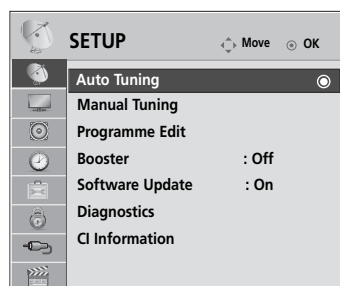 SETUP Move OK
Auto Tuning
Manual Tuning
Programme Edit
Booster : Off
Software Update : On
Diagnostics
CI Information